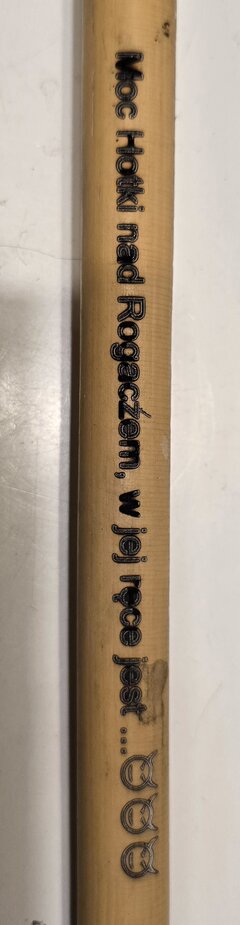 Moc Hotki nad Rogaczem, w jej ręce jest ...😈😈😈